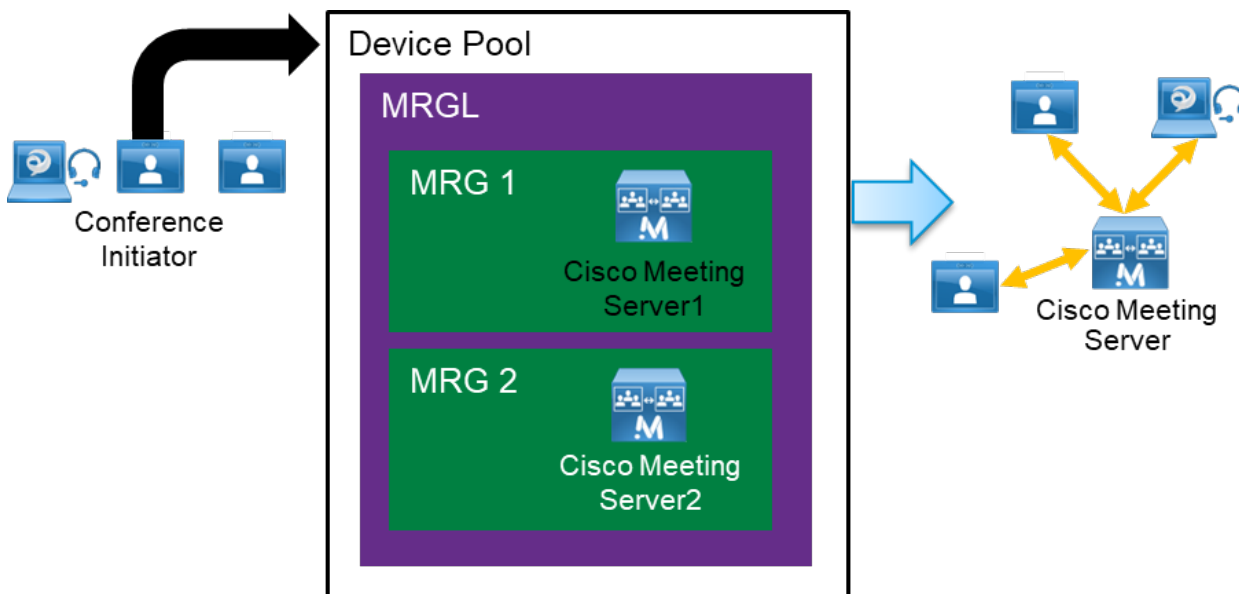 Device Pool
MRGL
MRG 1
Cisco Meeting
Server1
MRG 2
Cisco Meeting
Server2
Conference
Initiator
Cisco Meeting
Server